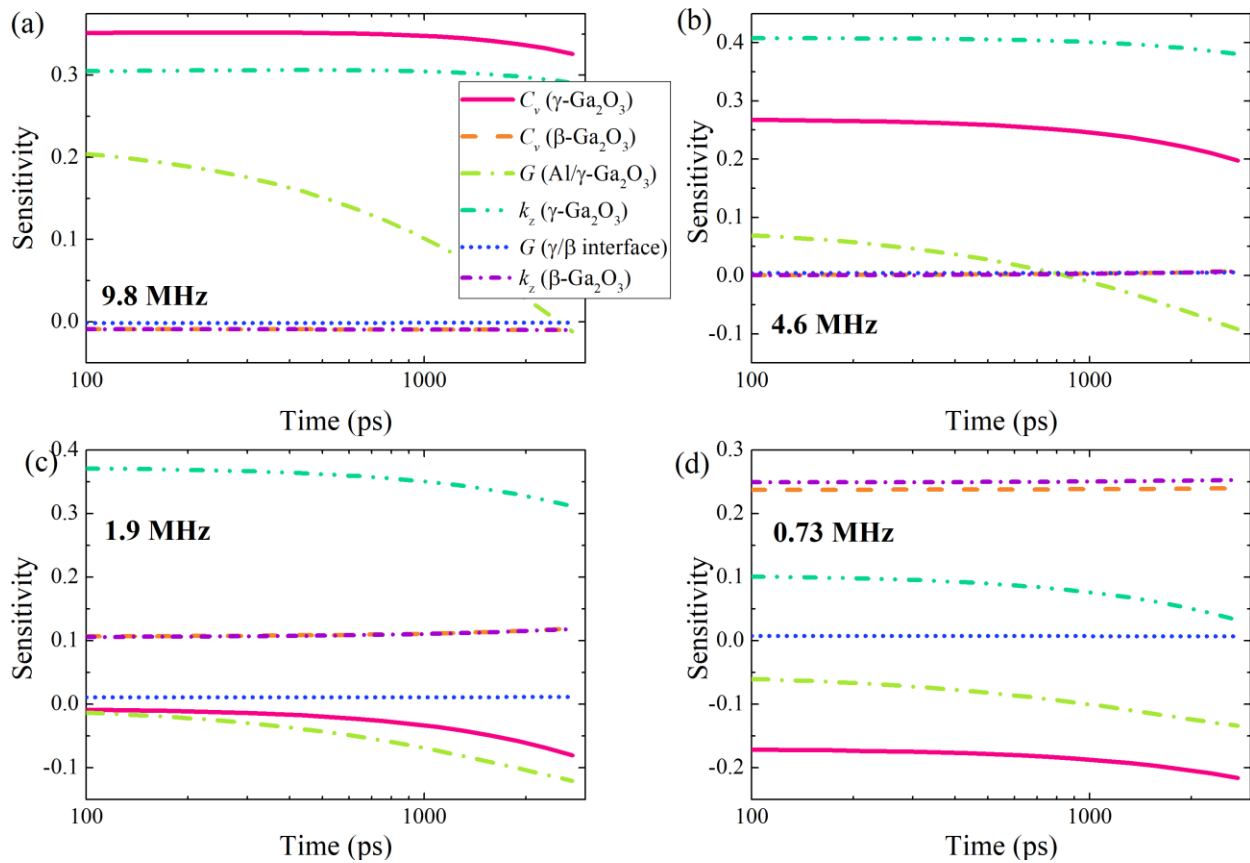 (a)
0.3
0.2
0.1
0.0
Sensitivity
9.8 MHz
100
1000
Time (ps)
C_v (γ-Ga₂O₃)
C_v (β-Ga₂O₃)
G (Al/γ-Ga₂O₃)
k_z (γ-Ga₂O₃)
G (γ/β interface)
k_z (β-Ga₂O₃)
(b)
0.4
0.3
0.2
0.1
0.0
-0.1
Sensitivity
4.6 MHz
100
1000
Time (ps)
(c)
0.4
0.3
0.2
0.1
0.0
-0.1
Sensitivity
1.9 MHz
100
1000
Time (ps)
(d)
0.3
0.2
0.1
0.0
-0.1
-0.2
Sensitivity
0.73 MHz
100
1000
Time (ps)